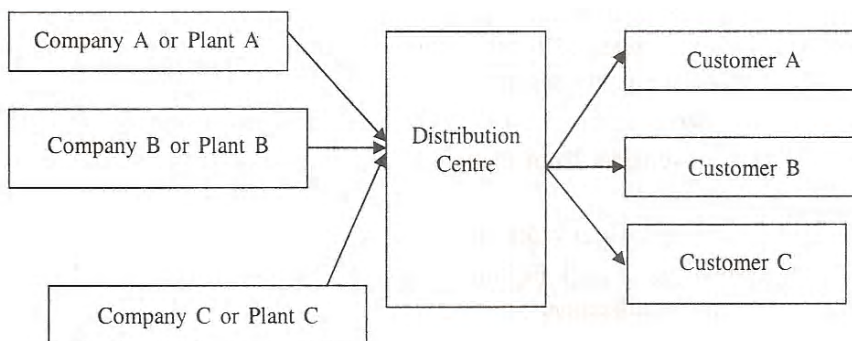 Company A or Plant A
Company B or Plant B
Company C or Plant C
Distribution
Centre
Customer A
Customer B
Customer C